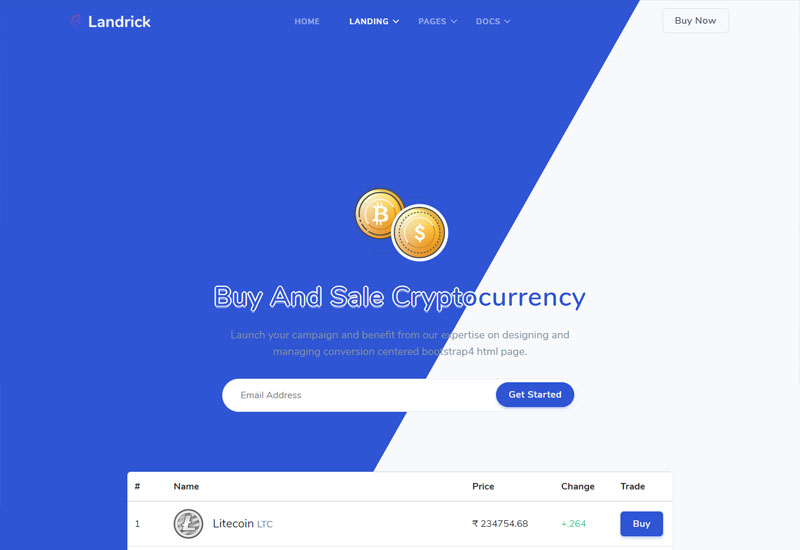 Landrick
HOME LANDING PAGES DOCS
Buy Now
Buy And Sale Cryptocurrency
Launch your campaign and benefit from our expertise on designing and
managing conversion centered bootstrap4 html page.
Email Address
Get Started
# Name Price Change Trade
1 Litecoin LTC ₹ 234754.68 +.264 Buy